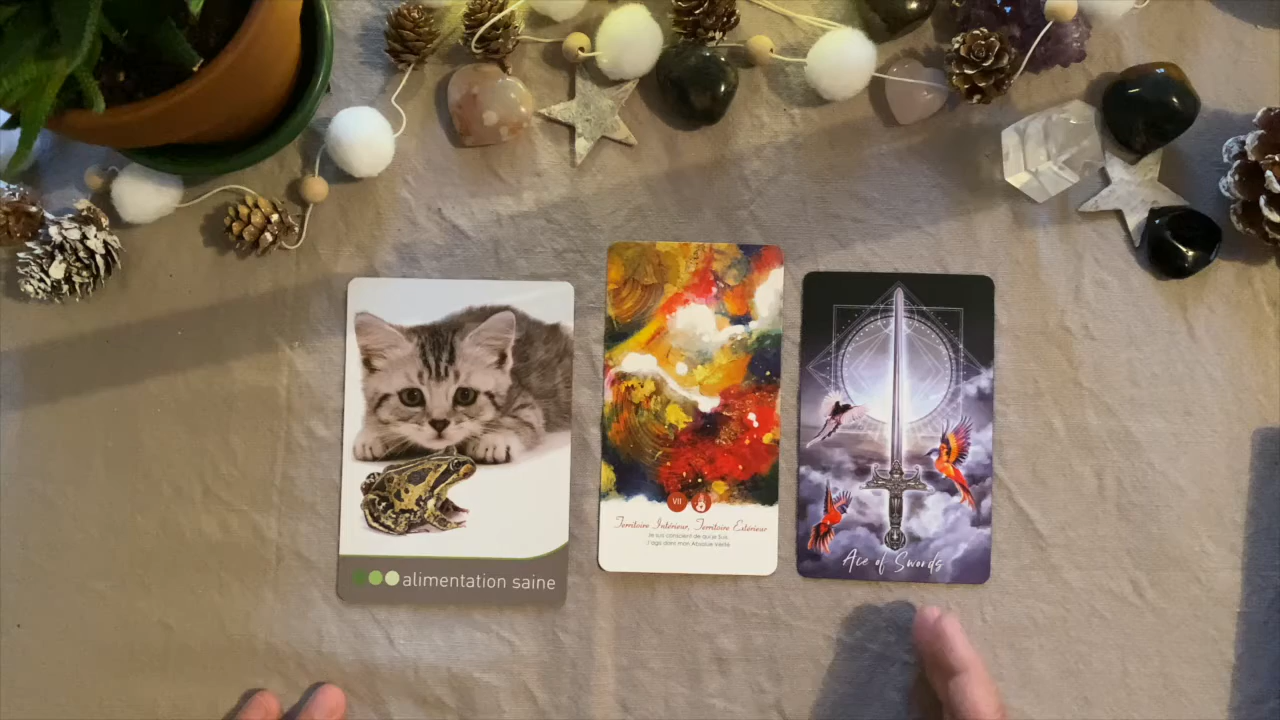 alimentation saine
VII
Territoire Intérieur, Territoire Extérieur
Je suis conscient de qui je suis.
J'agis dans mon Absolue Vérité.
Ace of Swords